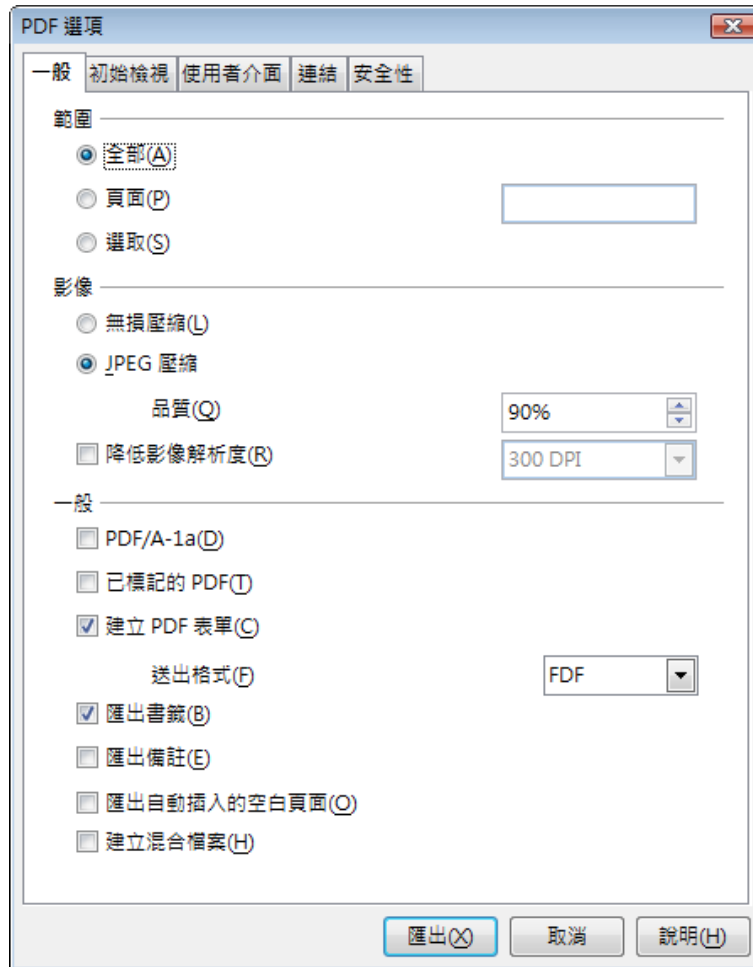 PDF 選項
一般 初始檢視 使用者介面 連結 安全性
範圍
全部(A)
頁面(P)
選取(S)
影像
無損壓縮(L)
JPEG 壓縮
品質(Q) 90%
降低影像解析度(R) 300 DPI
一般
PDF/A-1a(D)
已標記的 PDF(T)
建立 PDF 表單(C)
送出格式(F) FDF
匯出書籤(B)
匯出備註(E)
匯出自動插入的空白頁面(O)
建立混合檔案(H)
匯出(X) 取消 說明(H)